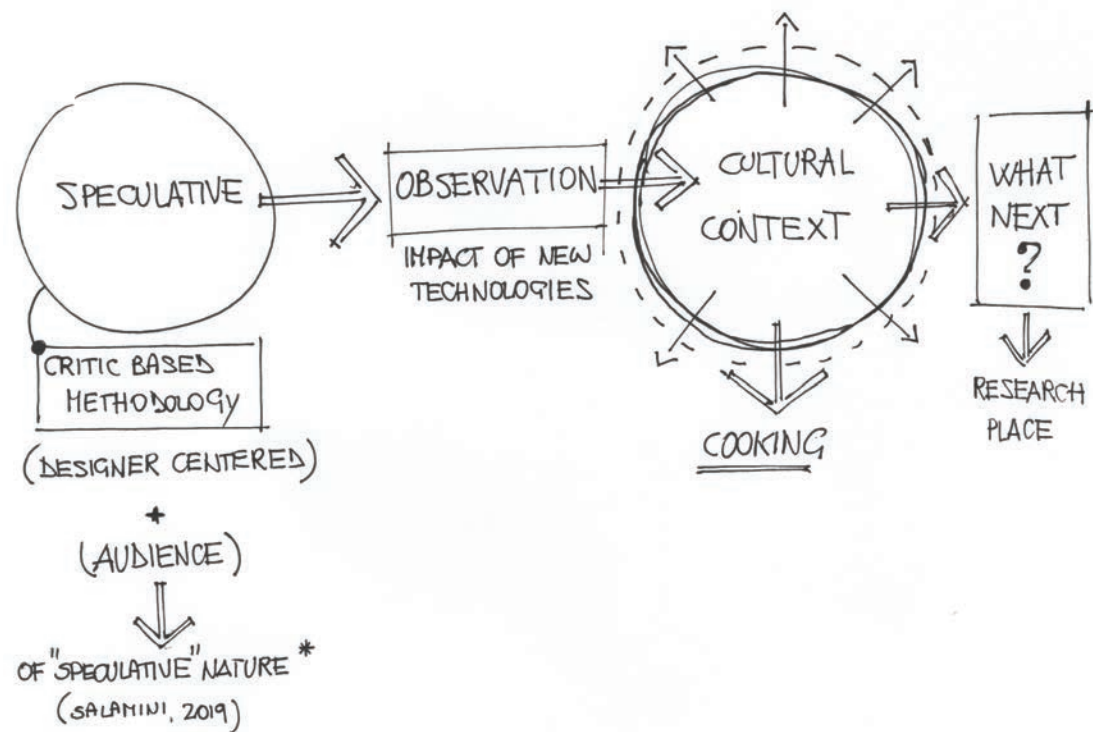 SPECULATIVE
CRITIC BASED
METHODOLOGY
(DESIGNER CENTERED)
+
(AUDIENCE)
OF "SPECULATIVE" NATURE *
(SALAMINI, 2019)
OBSERVATION
IMPACT OF NEW
TECHNOLOGIES
CULTURAL
CONTEXT
COOKING
WHAT
NEXT
?
RESEARCH
PLACE